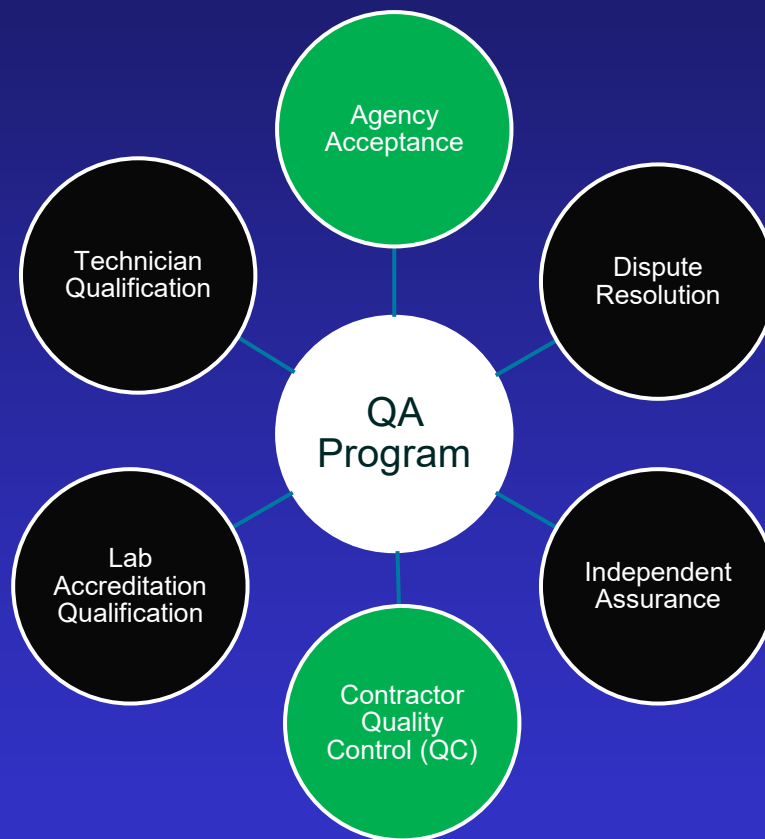 Agency
Acceptance
Technician
Qualification
Dispute
Resolution
QA
Program
Lab
Accreditation
Qualification
Independent
Assurance
Contractor
Quality
Control (QC)